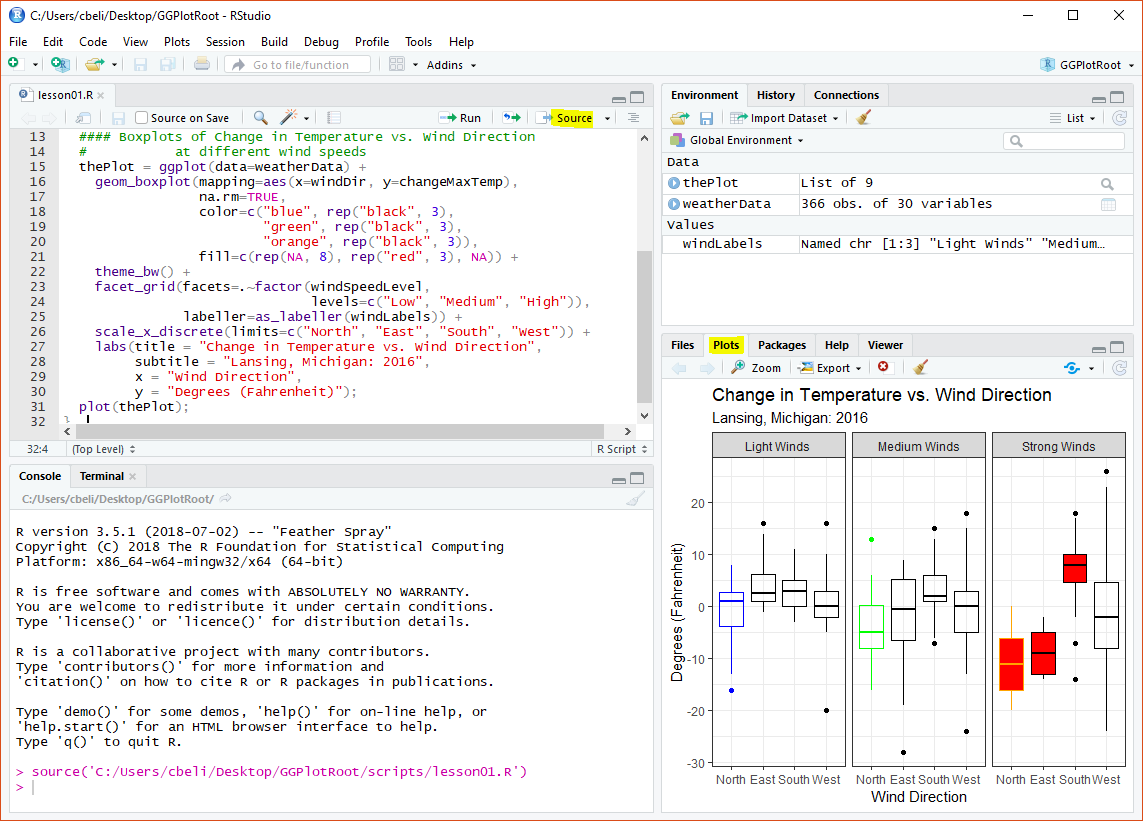 C:/Users/cbeli/Desktop/GGPlotRoot - RStudio
File Edit Code View Plots Session Build Debug Profile Tools Help
Go to file/function Addins GGPlotRoot
lesson01.R
Source on Save Run Source
13 #### Boxplots of Change in Temperature vs. Wind Direction
14 # at different wind speeds
15 thePlot = ggplot(data=weatherData) +
16 geom_boxplot(mapping=aes(x=windDir, y=changeMaxTemp),
17 na.rm=TRUE,
18 color=c("blue", rep("black", 3),
19 "green", rep("black", 3),
20 "orange", rep("black", 3)),
21 fill=c(rep(NA, 8), rep("red", 3), NA)) +
22 theme_bw() +
23 facet_grid(facets=.~factor(windSpeedLevel,
24 levels=c("Low", "Medium", "High")),
25 labeller=as_labeller(windLabels)) +
26 scale_x_discrete(limits=c("North", "East", "South", "West")) +
27 labs(title = "Change in Temperature vs. Wind Direction",
28 subtitle = "Lansing, Michigan: 2016",
29 x = "Wind Direction",
30 y = "Degrees (Fahrenheit)");
31 plot(thePlot);
32 }
32:4 (Top Level) R Script
Console Terminal
C:/Users/cbeli/Desktop/GGPlotRoot/
R version 3.5.1 (2018-07-02) -- "Feather Spray"
Copyright (C) 2018 The R Foundation for Statistical Computing
Platform: x86_64-w64-mingw32/x64 (64-bit)
R is free software and comes with ABSOLUTELY NO WARRANTY.
You are welcome to redistribute it under certain conditions.
Type 'license()' or 'licence()' for distribution details.
R is a collaborative project with many contributors.
Type 'contributors()' for more information and
'citation()' on how to cite R or R packages in publications.
Type 'demo()' for some demos, 'help()' for on-line help, or
'help.start()' for an HTML browser interface to help.
Type 'q()' to quit R.
> source('C:/Users/cbeli/Desktop/GGPlotRoot/scripts/lesson01.R')
>
Environment History Connections
Import Dataset List
Global Environment
Data
thePlot List of 9
weatherData 366 obs. of 30 variables
Values
windLabels Named chr [1:3] "Light Winds" "Medium…
Files Plots Packages Help Viewer
Zoom Export
Change in Temperature vs. Wind Direction
Lansing, Michigan: 2016
Light Winds Medium Winds Strong Winds
Degrees (Fahrenheit)
20
10
0
-10
-20
-30
North East South West North East South West North East South West
Wind Direction